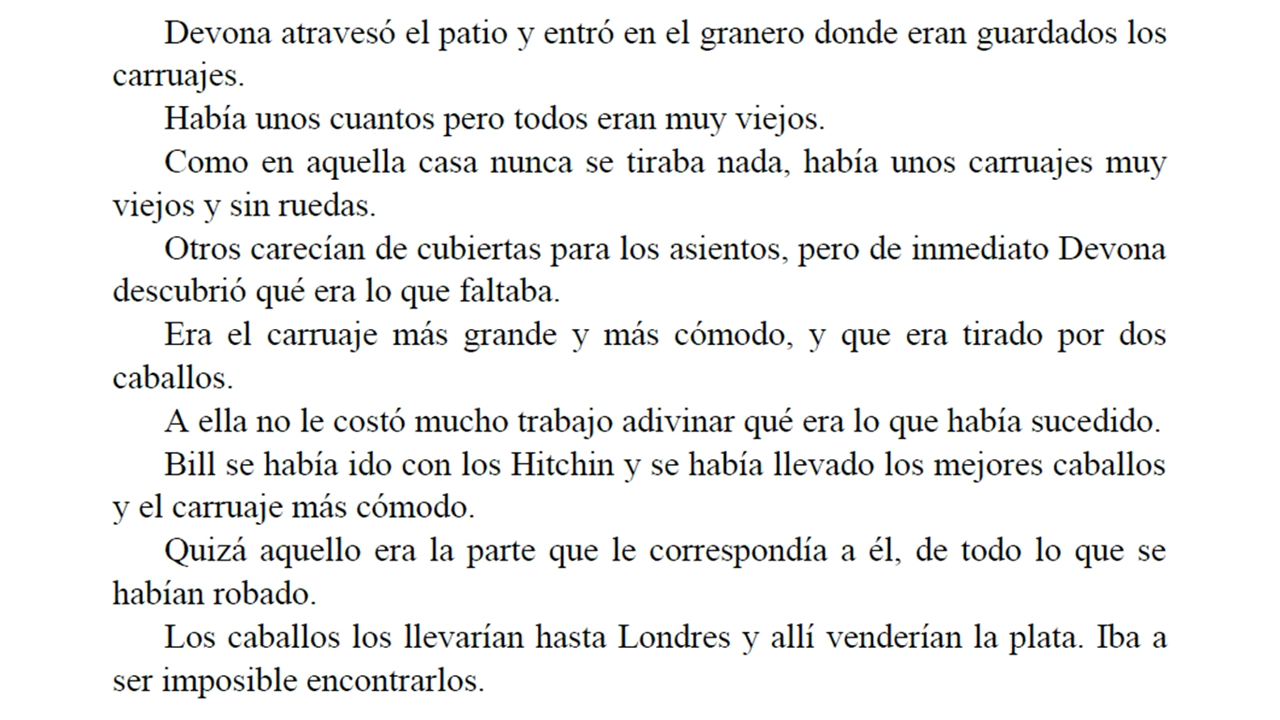 Devona atravesó el patio y entró en el granero donde eran guardados los
carruajes.
Había unos cuantos pero todos eran muy viejos.
Como en aquella casa nunca se tiraba nada, había unos carruajes muy
viejos y sin ruedas.
Otros carecían de cubiertas para los asientos, pero de inmediato Devona
descubrió qué era lo que faltaba.
Era el carruaje más grande y más cómodo, y que era tirado por dos
caballos.
A ella no le costó mucho trabajo adivinar qué era lo que había sucedido.
Bill se había ido con los Hitchin y se había llevado los mejores caballos
y el carruaje más cómodo.
Quizá aquello era la parte que le correspondía a él, de todo lo que se
habían robado.
Los caballos los llevarían hasta Londres y allí venderían la plata. Iba a
ser imposible encontrarlos.